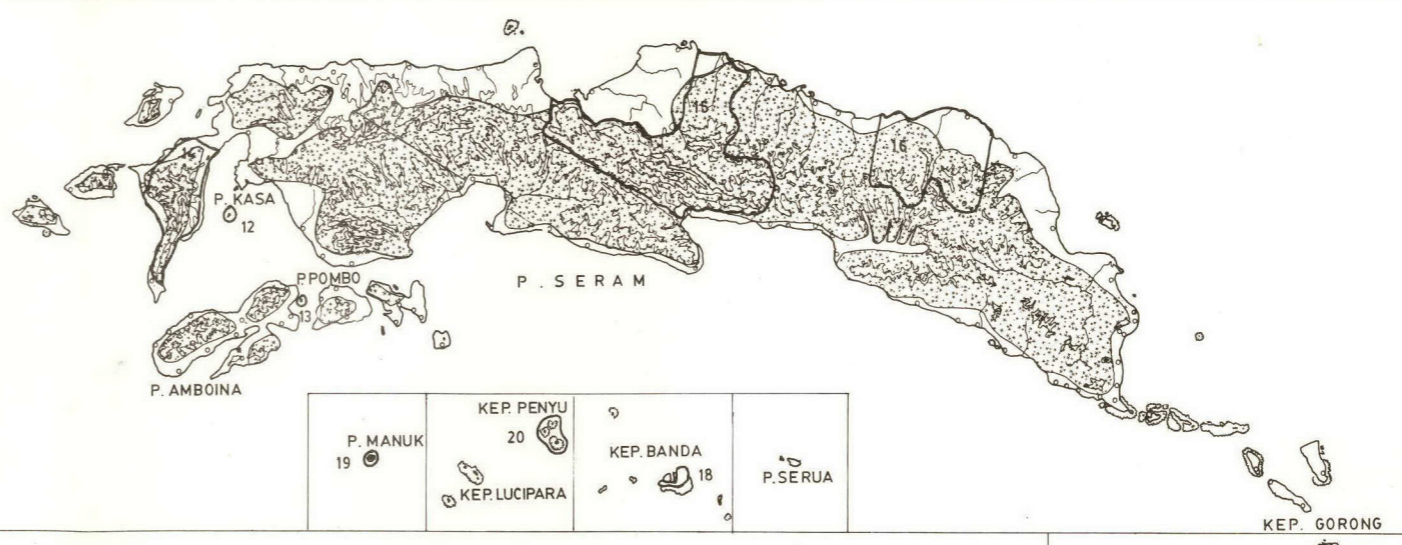 15
16
14
P. KASA
12
P.POMBO
13
P. SERAM
P. AMBOINA
KEP. PENYU
20
P. MANUK
19
KEP. BANDA
18
KEP. LUCIPARA
P. SERUA
KEP. GORONG